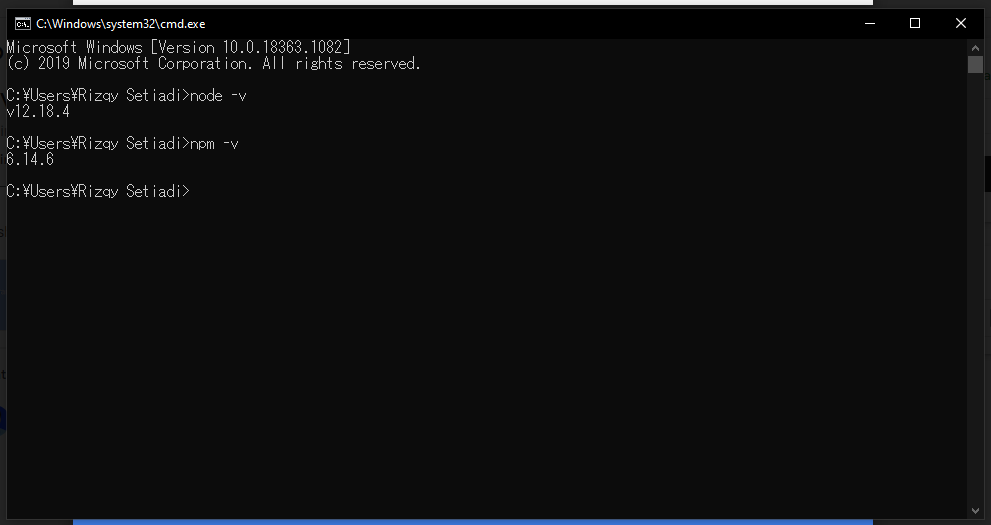 C:\Windows\system32\cmd.exe
Microsoft Windows [Version 10.0.18363.1082]
(c) 2019 Microsoft Corporation. All rights reserved.
C:¥Users¥Rizqy Setiadi>node -v
v12.18.4
C:¥Users¥Rizqy Setiadi>npm -v
6.14.6
C:¥Users¥Rizqy Setiadi>